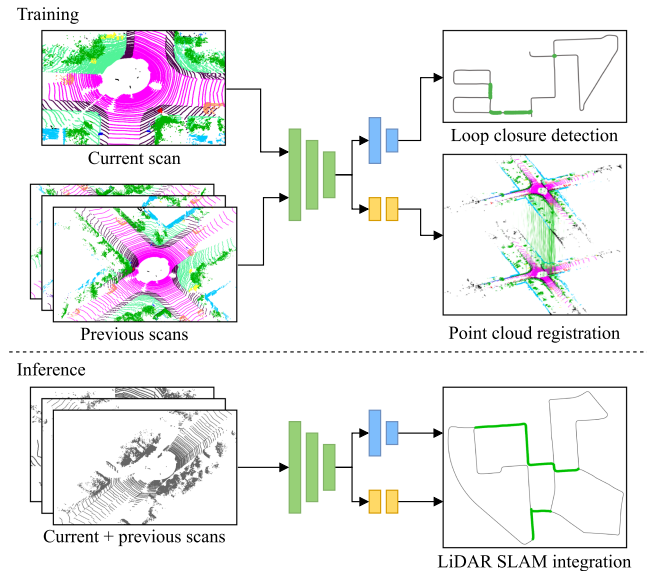 Training
Current scan
Loop closure detection
Previous scans
Point cloud registration
Inference
Current + previous scans
LiDAR SLAM integration